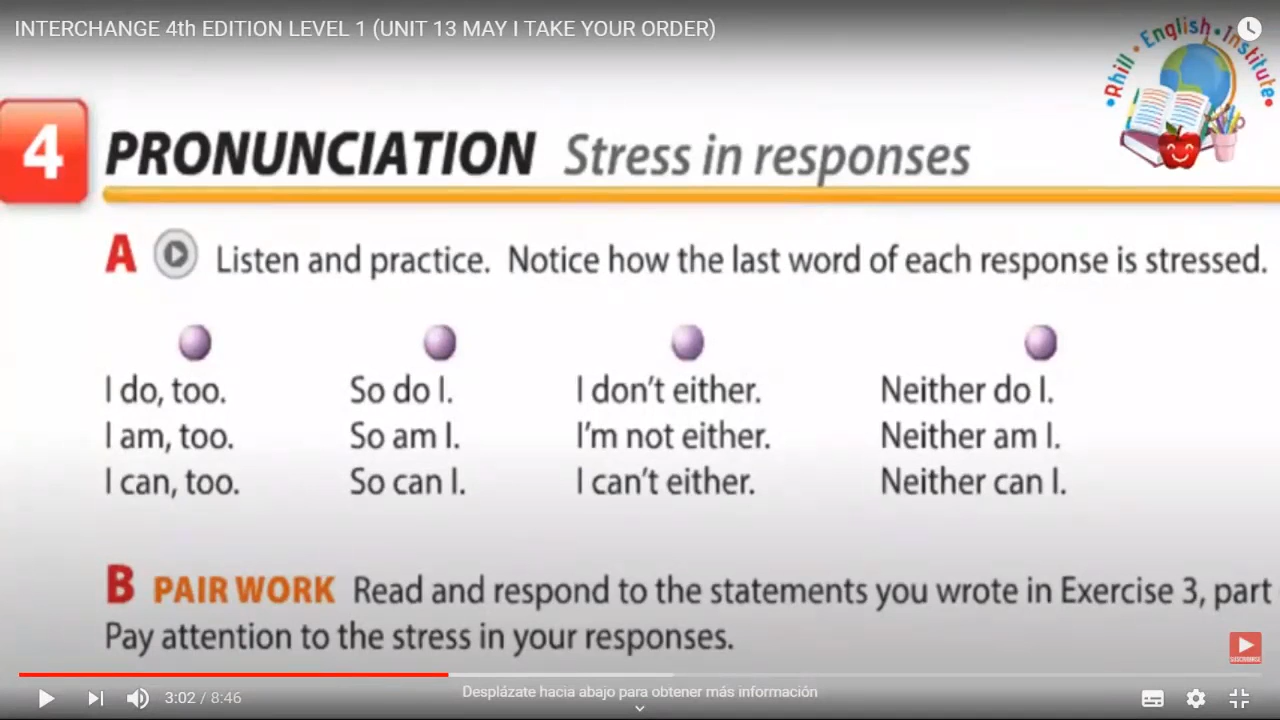 INTERCHANGE 4th EDITION LEVEL 1 (UNIT 13 MAY I TAKE YOUR ORDER)
•Rhill • English • Institute•
4 PRONUNCIATION Stress in responses
A Listen and practice. Notice how the last word of each response is stressed.
I do, too. So do I. I don't either. Neither do I.
I am, too. So am I. I'm not either. Neither am I.
I can, too. So can I. I can't either. Neither can I.
B PAIR WORK Read and respond to the statements you wrote in Exercise 3, part
Pay attention to the stress in your responses.
SUSCRIBIRSE
3:02 / 8:46 Desplázate hacia abajo para obtener más información